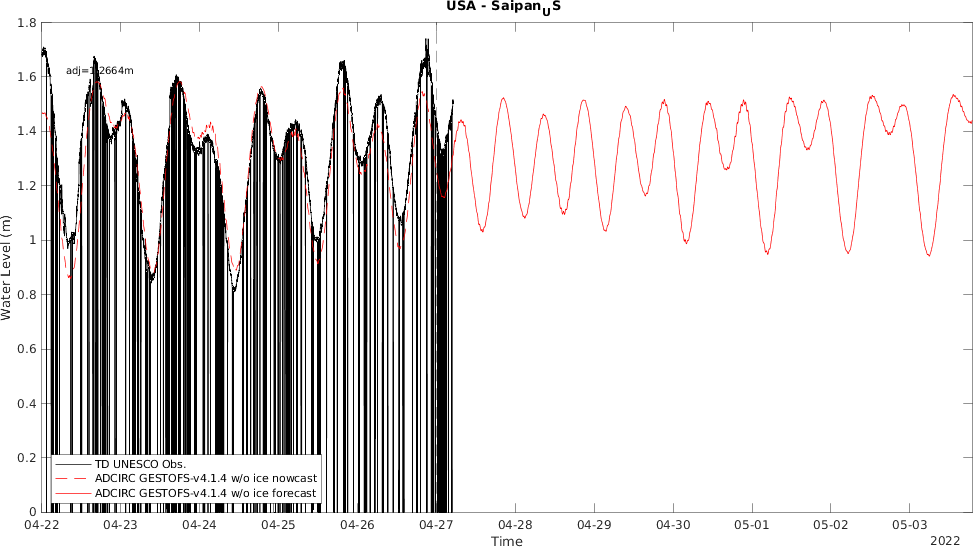 USA - SaipanUS
1.8
1.6
1.4
1.2
1
0.8
0.6
0.4
0.2
0
Water Level (m)
adj=1.2664m
TD UNESCO Obs.
ADCIRC GESTOFS-v4.1.4 w/o ice nowcast
ADCIRC GESTOFS-v4.1.4 w/o ice forecast
04-22 04-23 04-24 04-25 04-26 04-27 04-28 04-29 04-30 05-01 05-02 05-03
Time
2022